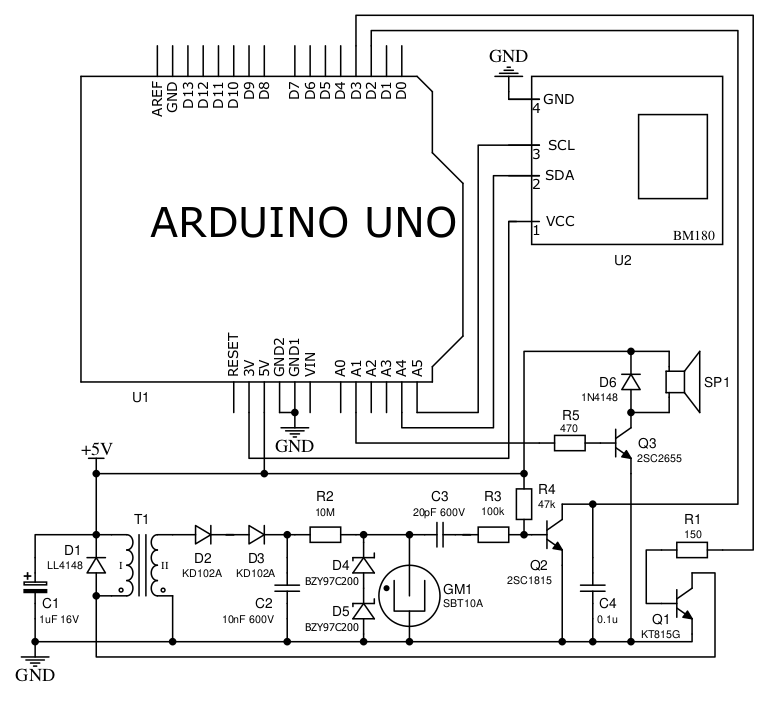 GND
AREF
GND
D13
D12
D11
D10
D9
D8
D7
D6
D5
D4
D3
D2
D1
D0
GND
4
SCL
3
SDA
2
VCC
1
BM180
U2
ARDUINO UNO
RESET
3V
5V
GND2
GND1
VIN
A0
A1
A2
A3
A4
A5
U1
GND
D6
1N4148
SP1
R5
470
Q3
2SC2655
+5V
T1
I
II
D1
LL4148
D2
KD102A
D3
KD102A
R2
10M
C3
20pF 600V
R3
100k
R4
47k
Q2
2SC1815
R1
150
D4
BZY97C200
D5
BZY97C200
GM1
SBT10A
+
C1
1uF 16V
C2
10nF 600V
C4
0.1u
Q1
KT815G
GND